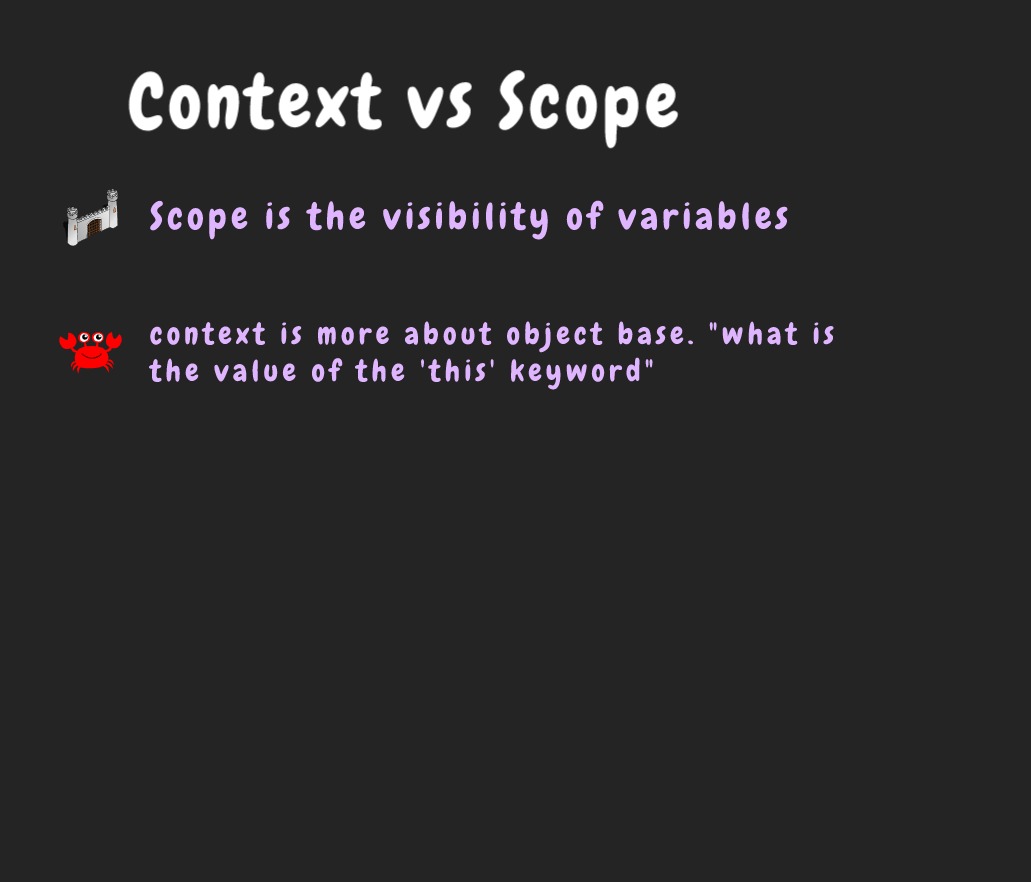 Context vs Scope
Scope is the visibility of variables
context is more about object base. "what is
the value of the 'this' keyword"